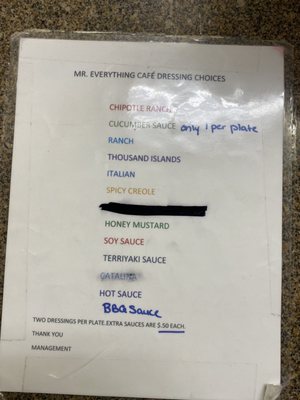 MR. EVERYTHING CAFÉ DRESSING CHOICES
CHIPOTLE RANCH
CUCUMBER SAUCE only 1 per plate
RANCH
THOUSAND ISLANDS
ITALIAN
SPICY CREOLE
HONEY MUSTARD
SOY SAUCE
TERRIYAKI SAUCE
CATALINA
HOT SAUCE
BBQ Sauce
TWO DRESSINGS PER PLATE.EXTRA SAUCES ARE $.50 EACH.
THANK YOU
MANAGEMENT